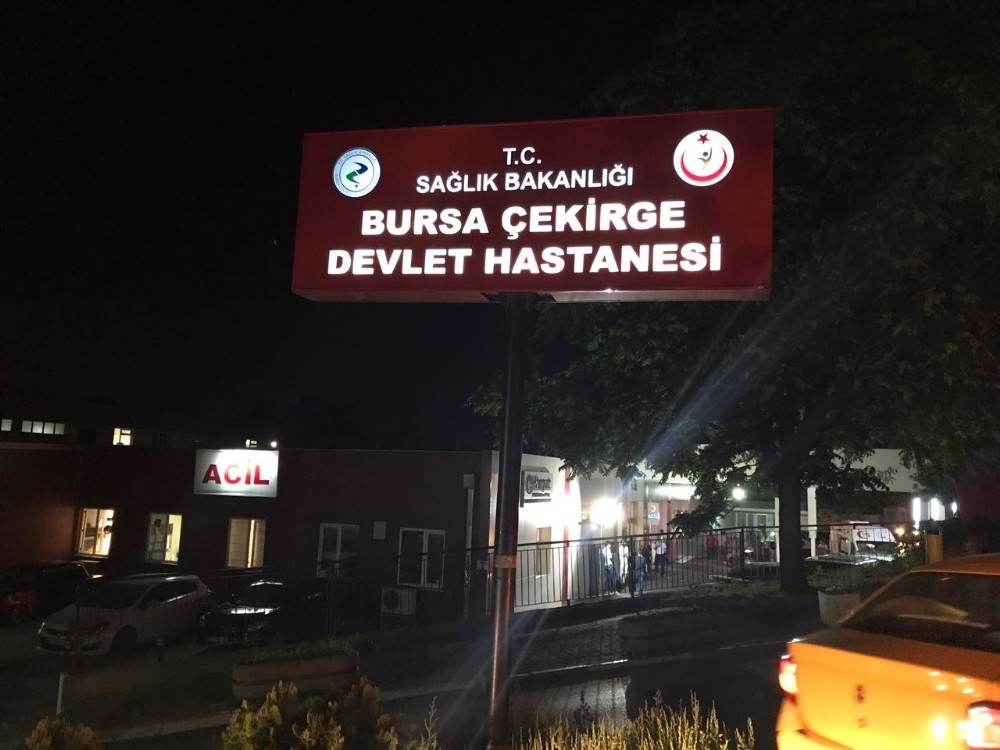 T.C.
SAĞLIK BAKANLIĞI
BURSA ÇEKİRGE
DEVLET HASTANESİ
ACİL